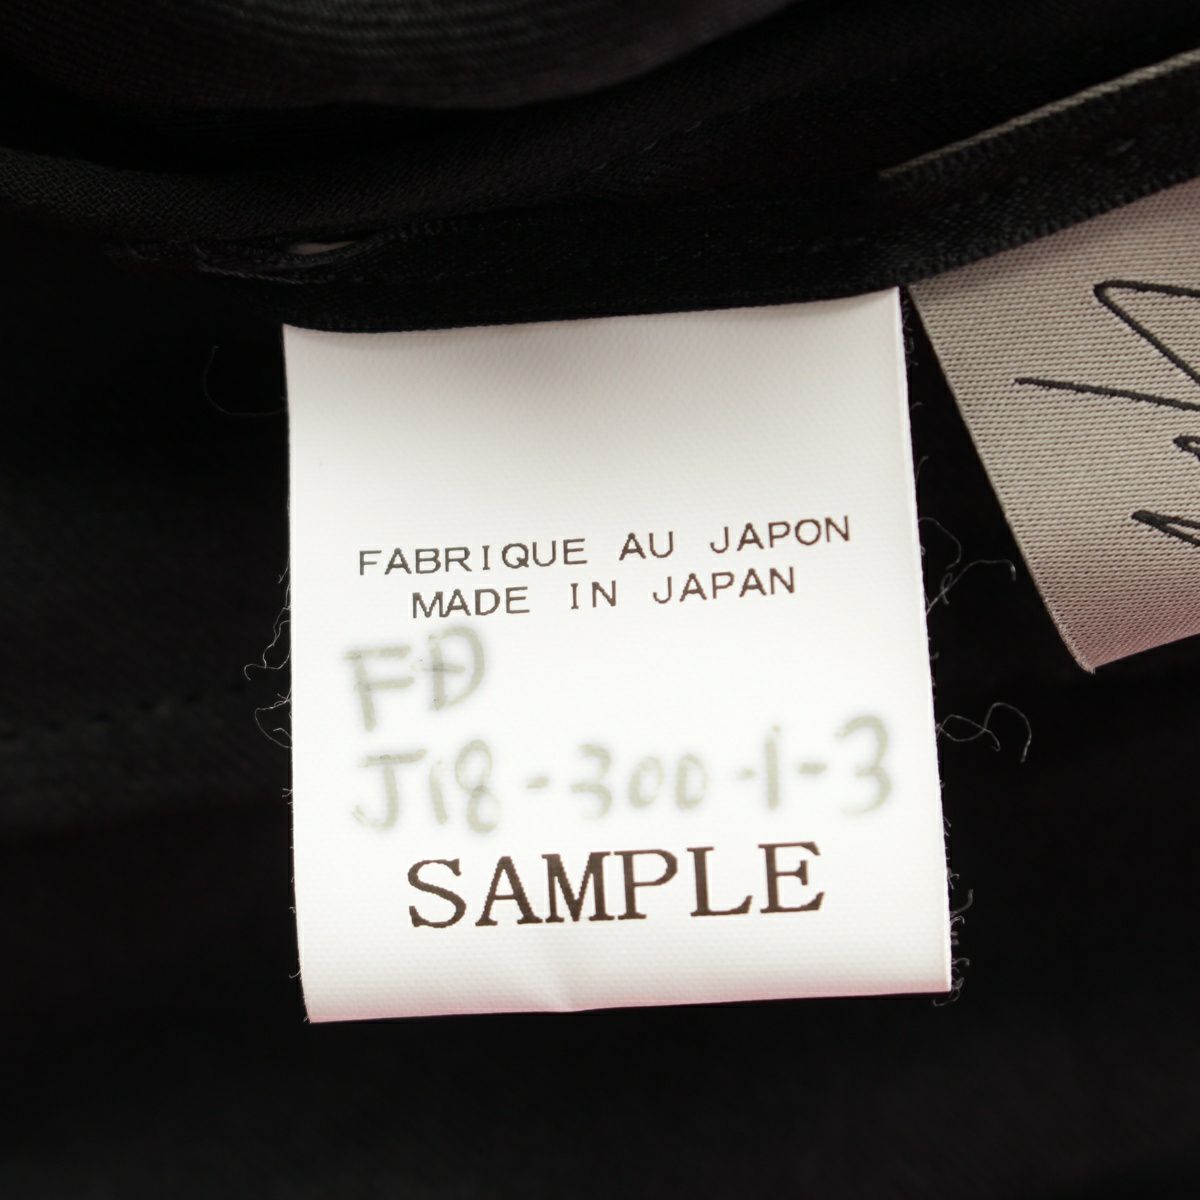 FABRIQUE AU JAPON
MADE IN JAPAN
FD
J18-300-1-3
SAMPLE